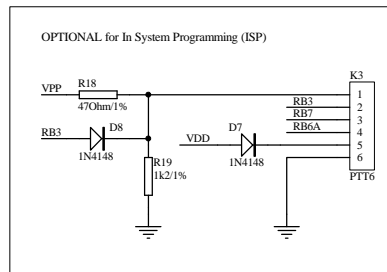 OPTIONAL for In System Programming (ISP)
K3
VPP
R18
47Ohm/1%
1
RB3
2
RB7
3
RB6A
4
5
6
PTT6
RB3
D8
1N4148
VDD
D7
1N4148
R19
1k2/1%